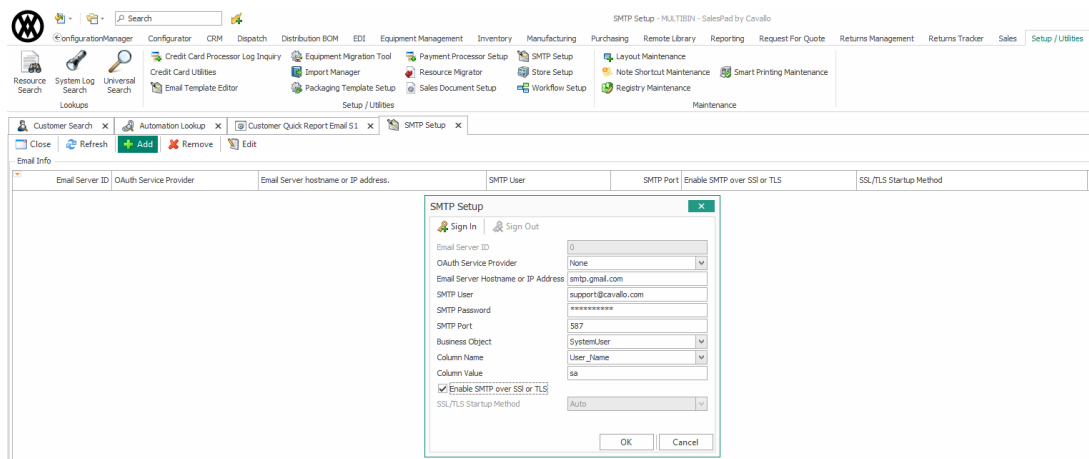 Search
SMTP Setup - MULTIBIN - SalesPad by Cavallo
ConfigurationManager Configurator CRM Dispatch Distribution BOM EDI Equipment Management Inventory Manufacturing Purchasing Remote Library Reporting Request For Quote Returns Management Returns Tracker Sales Setup / Utilities
Resource Search
System Log Search
Universal Search
Lookups
Credit Card Processor Log Inquiry Equipment Migration Tool Payment Processor Setup SMTP Setup
Credit Card Utilities Import Manager Resource Migrator Store Setup
Email Template Editor Packaging Template Setup Sales Document Setup Workflow Setup
Setup / Utilities
Layout Maintenance
Note Shortcut Maintenance Smart Printing Maintenance
Registry Maintenance
Maintenance
Customer Search x Automation Lookup x Customer Quick Report Email S1 x SMTP Setup x
Close Refresh Add Remove Edit
Email Info
Email Server ID OAuth Service Provider Email Server hostname or IP address. SMTP User SMTP Port Enable SMTP over SSl or TLS SSL/TLS Startup Method
SMTP Setup x
Sign In Sign Out
Email Server ID 0
OAuth Service Provider None
Email Server Hostname or IP Address smtp.gmail.com
SMTP User support@cavallo.com
SMTP Password **********
SMTP Port 587
Business Object SystemUser
Column Name User_Name
Column Value sa
Enable SMTP over SSl or TLS
SSL/TLS Startup Method Auto
OK Cancel